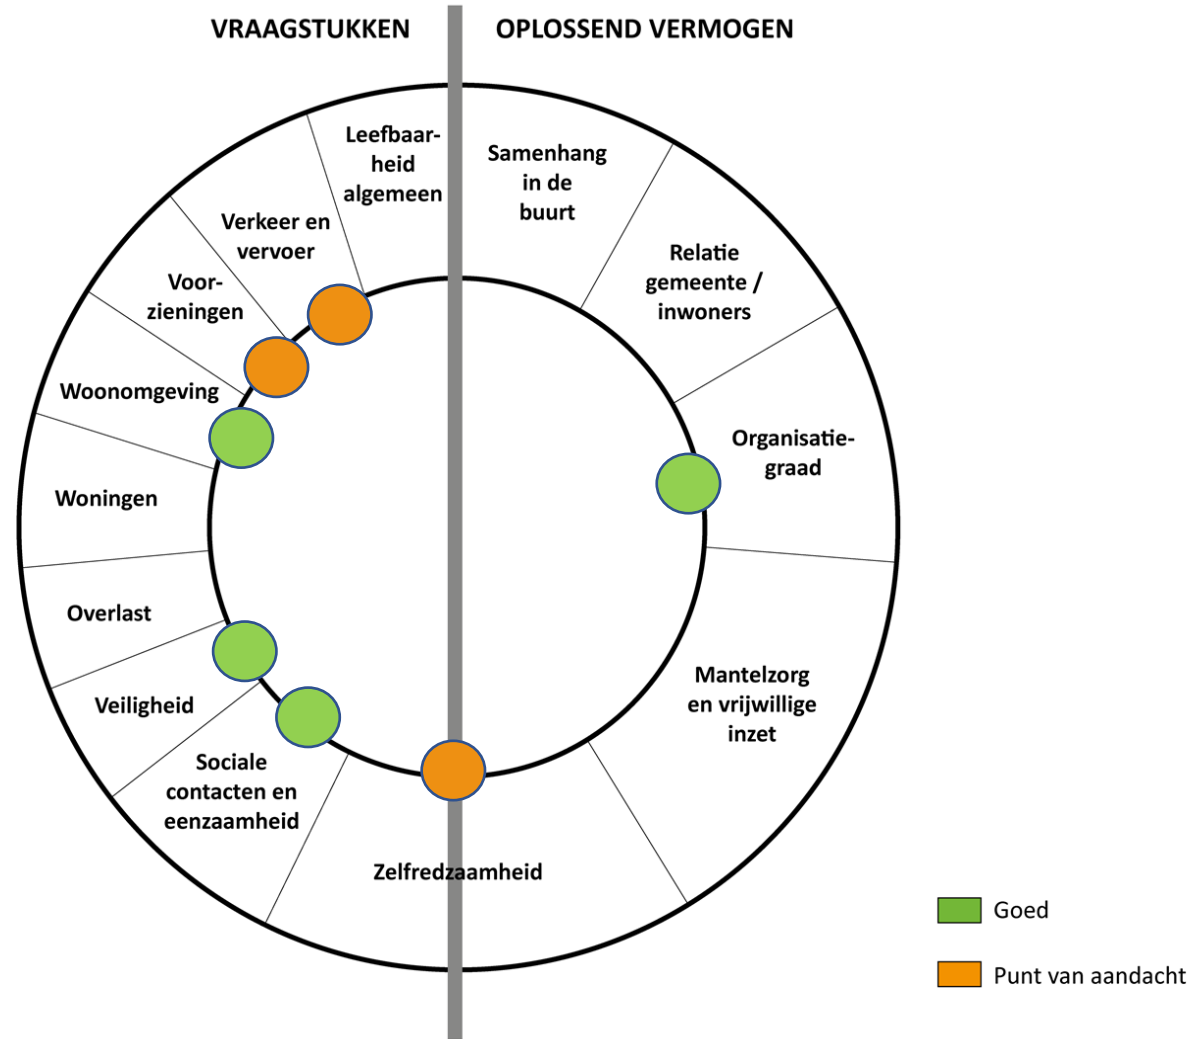 VRAAGSTUKKEN
OPLOSSEND VERMOGEN
Leefbaar-
heid
algemeen
Samenhang
in de
buurt
Verkeer en
vervoer
Relatie
gemeente /
inwoners
Voor-
zieningen
Woonomgeving
Organisatie-
graad
Woningen
Overlast
Mantelzorg
en vrijwillige
inzet
Veiligheid
Sociale
contacten en
eenzaamheid
Zelfredzaamheid
Goed
Punt van aandacht